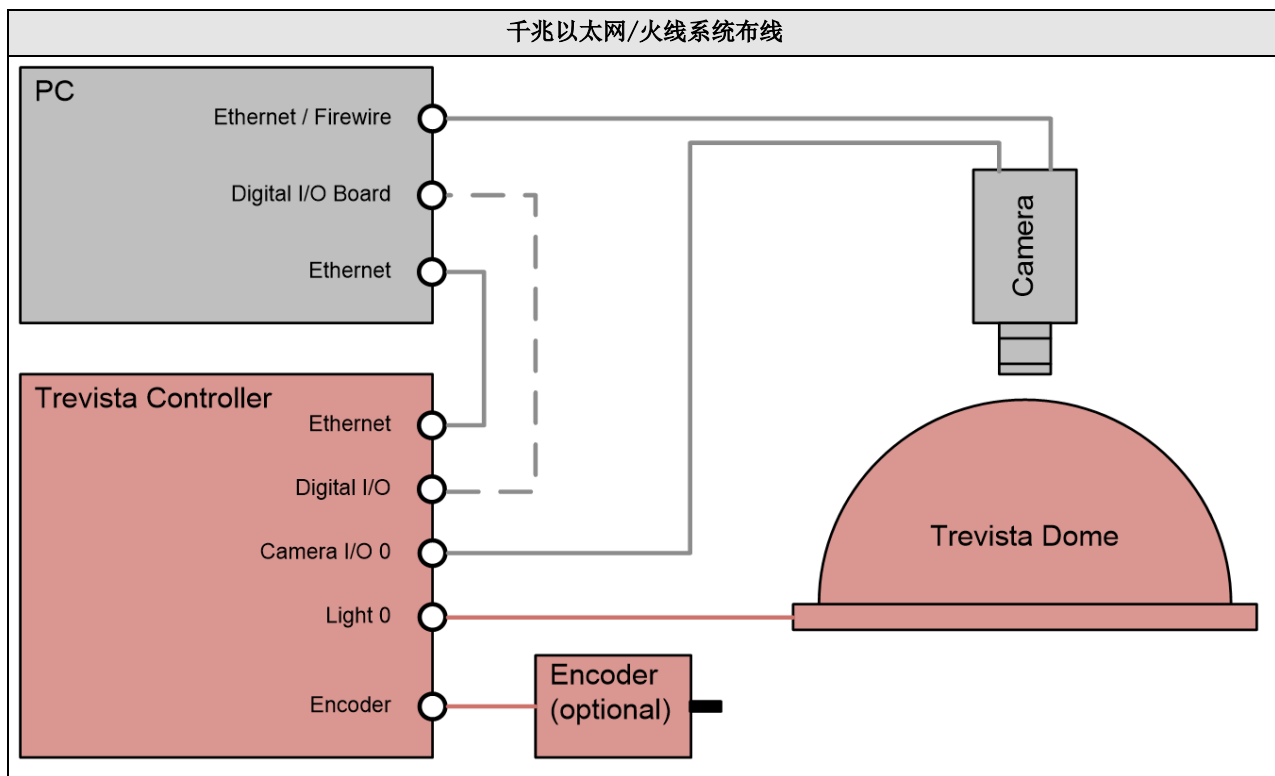 千兆以太网/火线系统布线
PC
Ethernet / Firewire
Digital I/O Board
Ethernet
Camera
Trevista Controller
Ethernet
Digital I/O
Camera I/O 0
Light 0
Encoder
Trevista Dome
Encoder
(optional)